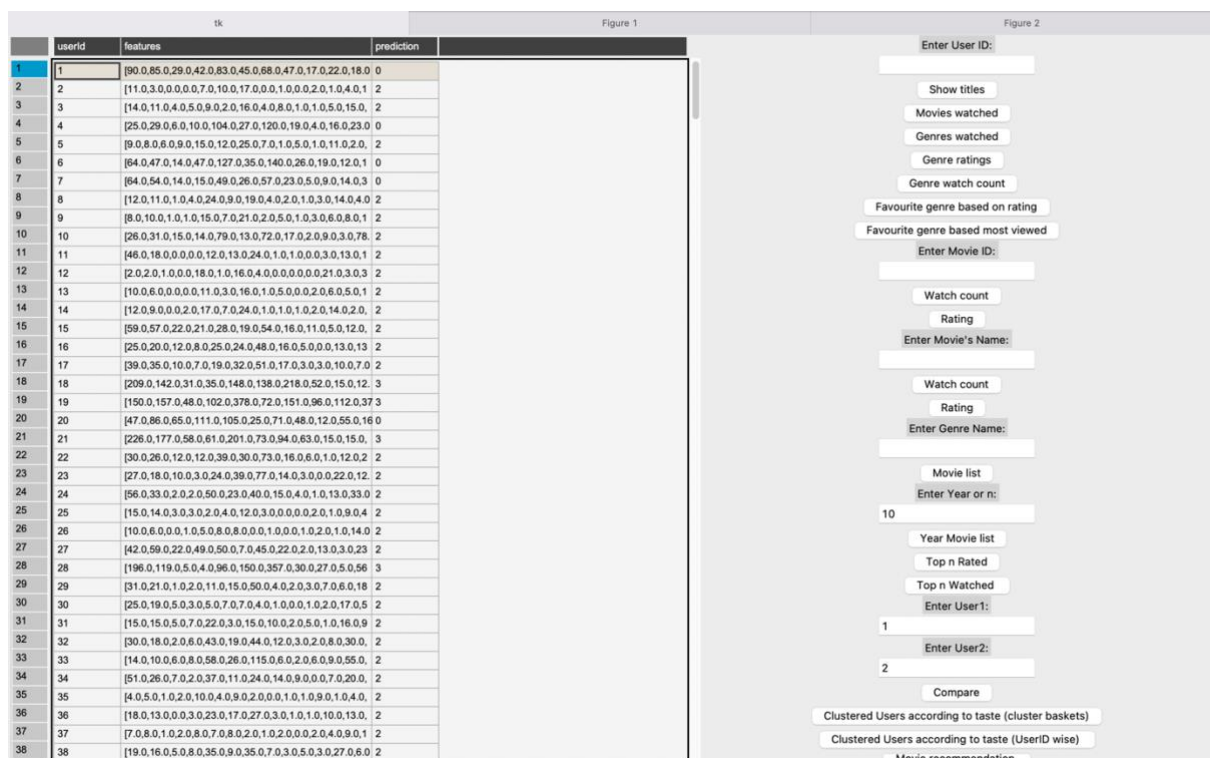 tk Figure 1 Figure 2
userId features prediction
1 1 [90.0,85.0,29.0,42.0,83.0,45.0,68.0,47.0,17.0,22.0,18.0 0
2 2 [11.0,3.0,0.0,0.0,7.0,10.0,17.0,0.0,1.0,0.0,2.0,1.0,4.0,1 2
3 3 [14.0,11.0,4.0,5.0,9.0,2.0,16.0,4.0,8.0,1.0,1.0,5.0,15.0, 2
4 4 [25.0,29.0,6.0,10.0,104.0,27.0,120.0,19.0,4.0,16.0,23.0 0
5 5 [9.0,8.0,6.0,9.0,15.0,12.0,25.0,7.0,1.0,5.0,1.0,11.0,2.0, 2
6 6 [64.0,47.0,14.0,47.0,127.0,35.0,140.0,26.0,19.0,12.0,1 0
7 7 [64.0,54.0,14.0,15.0,49.0,26.0,57.0,23.0,5.0,9.0,14.0,3 0
8 8 [12.0,11.0,1.0,4.0,24.0,9.0,19.0,4.0,2.0,1.0,3.0,14.0,4.0 2
9 9 [8.0,10.0,1.0,1.0,15.0,7.0,21.0,2.0,5.0,1.0,3.0,6.0,8.0,1 2
10 10 [26.0,31.0,15.0,14.0,79.0,13.0,72.0,17.0,2.0,9.0,3.0,78. 2
11 11 [46.0,18.0,0.0,0.0,12.0,13.0,24.0,1.0,1.0,0.0,3.0,13.0,1 2
12 12 [2.0,2.0,1.0,0.0,18.0,1.0,16.0,4.0,0.0,0.0,0.0,21.0,3.0,3 2
13 13 [10.0,6.0,0.0,0.0,11.0,3.0,16.0,1.0,5.0,0.0,2.0,6.0,5.0,1 2
14 14 [12.0,9.0,0.0,2.0,17.0,7.0,24.0,1.0,1.0,1.0,2.0,14.0,2.0, 2
15 15 [59.0,57.0,22.0,21.0,28.0,19.0,54.0,16.0,11.0,5.0,12.0, 2
16 16 [25.0,20.0,12.0,8.0,25.0,24.0,48.0,16.0,5.0,0.0,13.0,13 2
17 17 [39.0,35.0,10.0,7.0,19.0,32.0,51.0,17.0,3.0,3.0,10.0,7.0 2
18 18 [209.0,142.0,31.0,35.0,148.0,138.0,218.0,52.0,15.0,12. 3
19 19 [150.0,157.0,48.0,102.0,378.0,72.0,151.0,96.0,112.0,37 3
20 20 [47.0,86.0,65.0,111.0,105.0,25.0,71.0,48.0,12.0,55.0,16 0
21 21 [226.0,177.0,58.0,61.0,201.0,73.0,94.0,63.0,15.0,15.0, 3
22 22 [30.0,26.0,12.0,12.0,39.0,30.0,73.0,16.0,6.0,1.0,12.0,2 2
23 23 [27.0,18.0,10.0,3.0,24.0,39.0,77.0,14.0,3.0,0.0,22.0,12. 2
24 24 [56.0,33.0,2.0,2.0,50.0,23.0,40.0,15.0,4.0,1.0,13.0,33.0 2
25 25 [15.0,14.0,3.0,3.0,2.0,4.0,12.0,3.0,0.0,0.0,2.0,1.0,9.0,4 2
26 26 [10.0,6.0,0.0,1.0,5.0,8.0,8.0,0.0,1.0,0.0,1.0,2.0,1.0,14.0 2
27 27 [42.0,59.0,22.0,49.0,50.0,7.0,45.0,22.0,2.0,13.0,3.0,23 2
28 28 [196.0,119.0,5.0,4.0,96.0,150.0,357.0,30.0,27.0,5.0,56 3
29 29 [31.0,21.0,1.0,2.0,11.0,15.0,50.0,4.0,2.0,3.0,7.0,6.0,18 2
30 30 [25.0,19.0,5.0,3.0,5.0,7.0,7.0,4.0,1.0,0.0,1.0,2.0,17.0,5 2
31 31 [15.0,15.0,5.0,7.0,22.0,3.0,15.0,10.0,2.0,5.0,1.0,16.0,9 2
32 32 [30.0,18.0,2.0,6.0,43.0,19.0,44.0,12.0,3.0,2.0,8.0,30.0, 2
33 33 [14.0,10.0,6.0,8.0,58.0,26.0,115.0,6.0,2.0,6.0,9.0,55.0, 2
34 34 [51.0,26.0,7.0,2.0,37.0,11.0,24.0,14.0,9.0,0.0,7.0,20.0, 2
35 35 [4.0,5.0,1.0,2.0,10.0,4.0,9.0,2.0,0.0,1.0,1.0,9.0,1.0,4.0, 2
36 36 [18.0,13.0,0.0,3.0,23.0,17.0,27.0,3.0,1.0,1.0,10.0,13.0, 2
37 37 [7.0,8.0,1.0,2.0,8.0,7.0,8.0,2.0,1.0,2.0,0.0,2.0,4.0,9.0,1 2
38 38 [19.0,16.0,5.0,8.0,35.0,9.0,35.0,7.0,3.0,5.0,3.0,27.0,6.0 2
Enter User ID:
Show titles
Movies watched
Genres watched
Genre ratings
Genre watch count
Favourite genre based on rating
Favourite genre based most viewed
Enter Movie ID:
Watch count
Rating
Enter Movie's Name:
Watch count
Rating
Enter Genre Name:
Movie list
Enter Year or n:
10
Year Movie list
Top n Rated
Top n Watched
Enter User1:
1
Enter User2:
2
Compare
Clustered Users according to taste (cluster baskets)
Clustered Users according to taste (UserID wise)
Movie recommendation